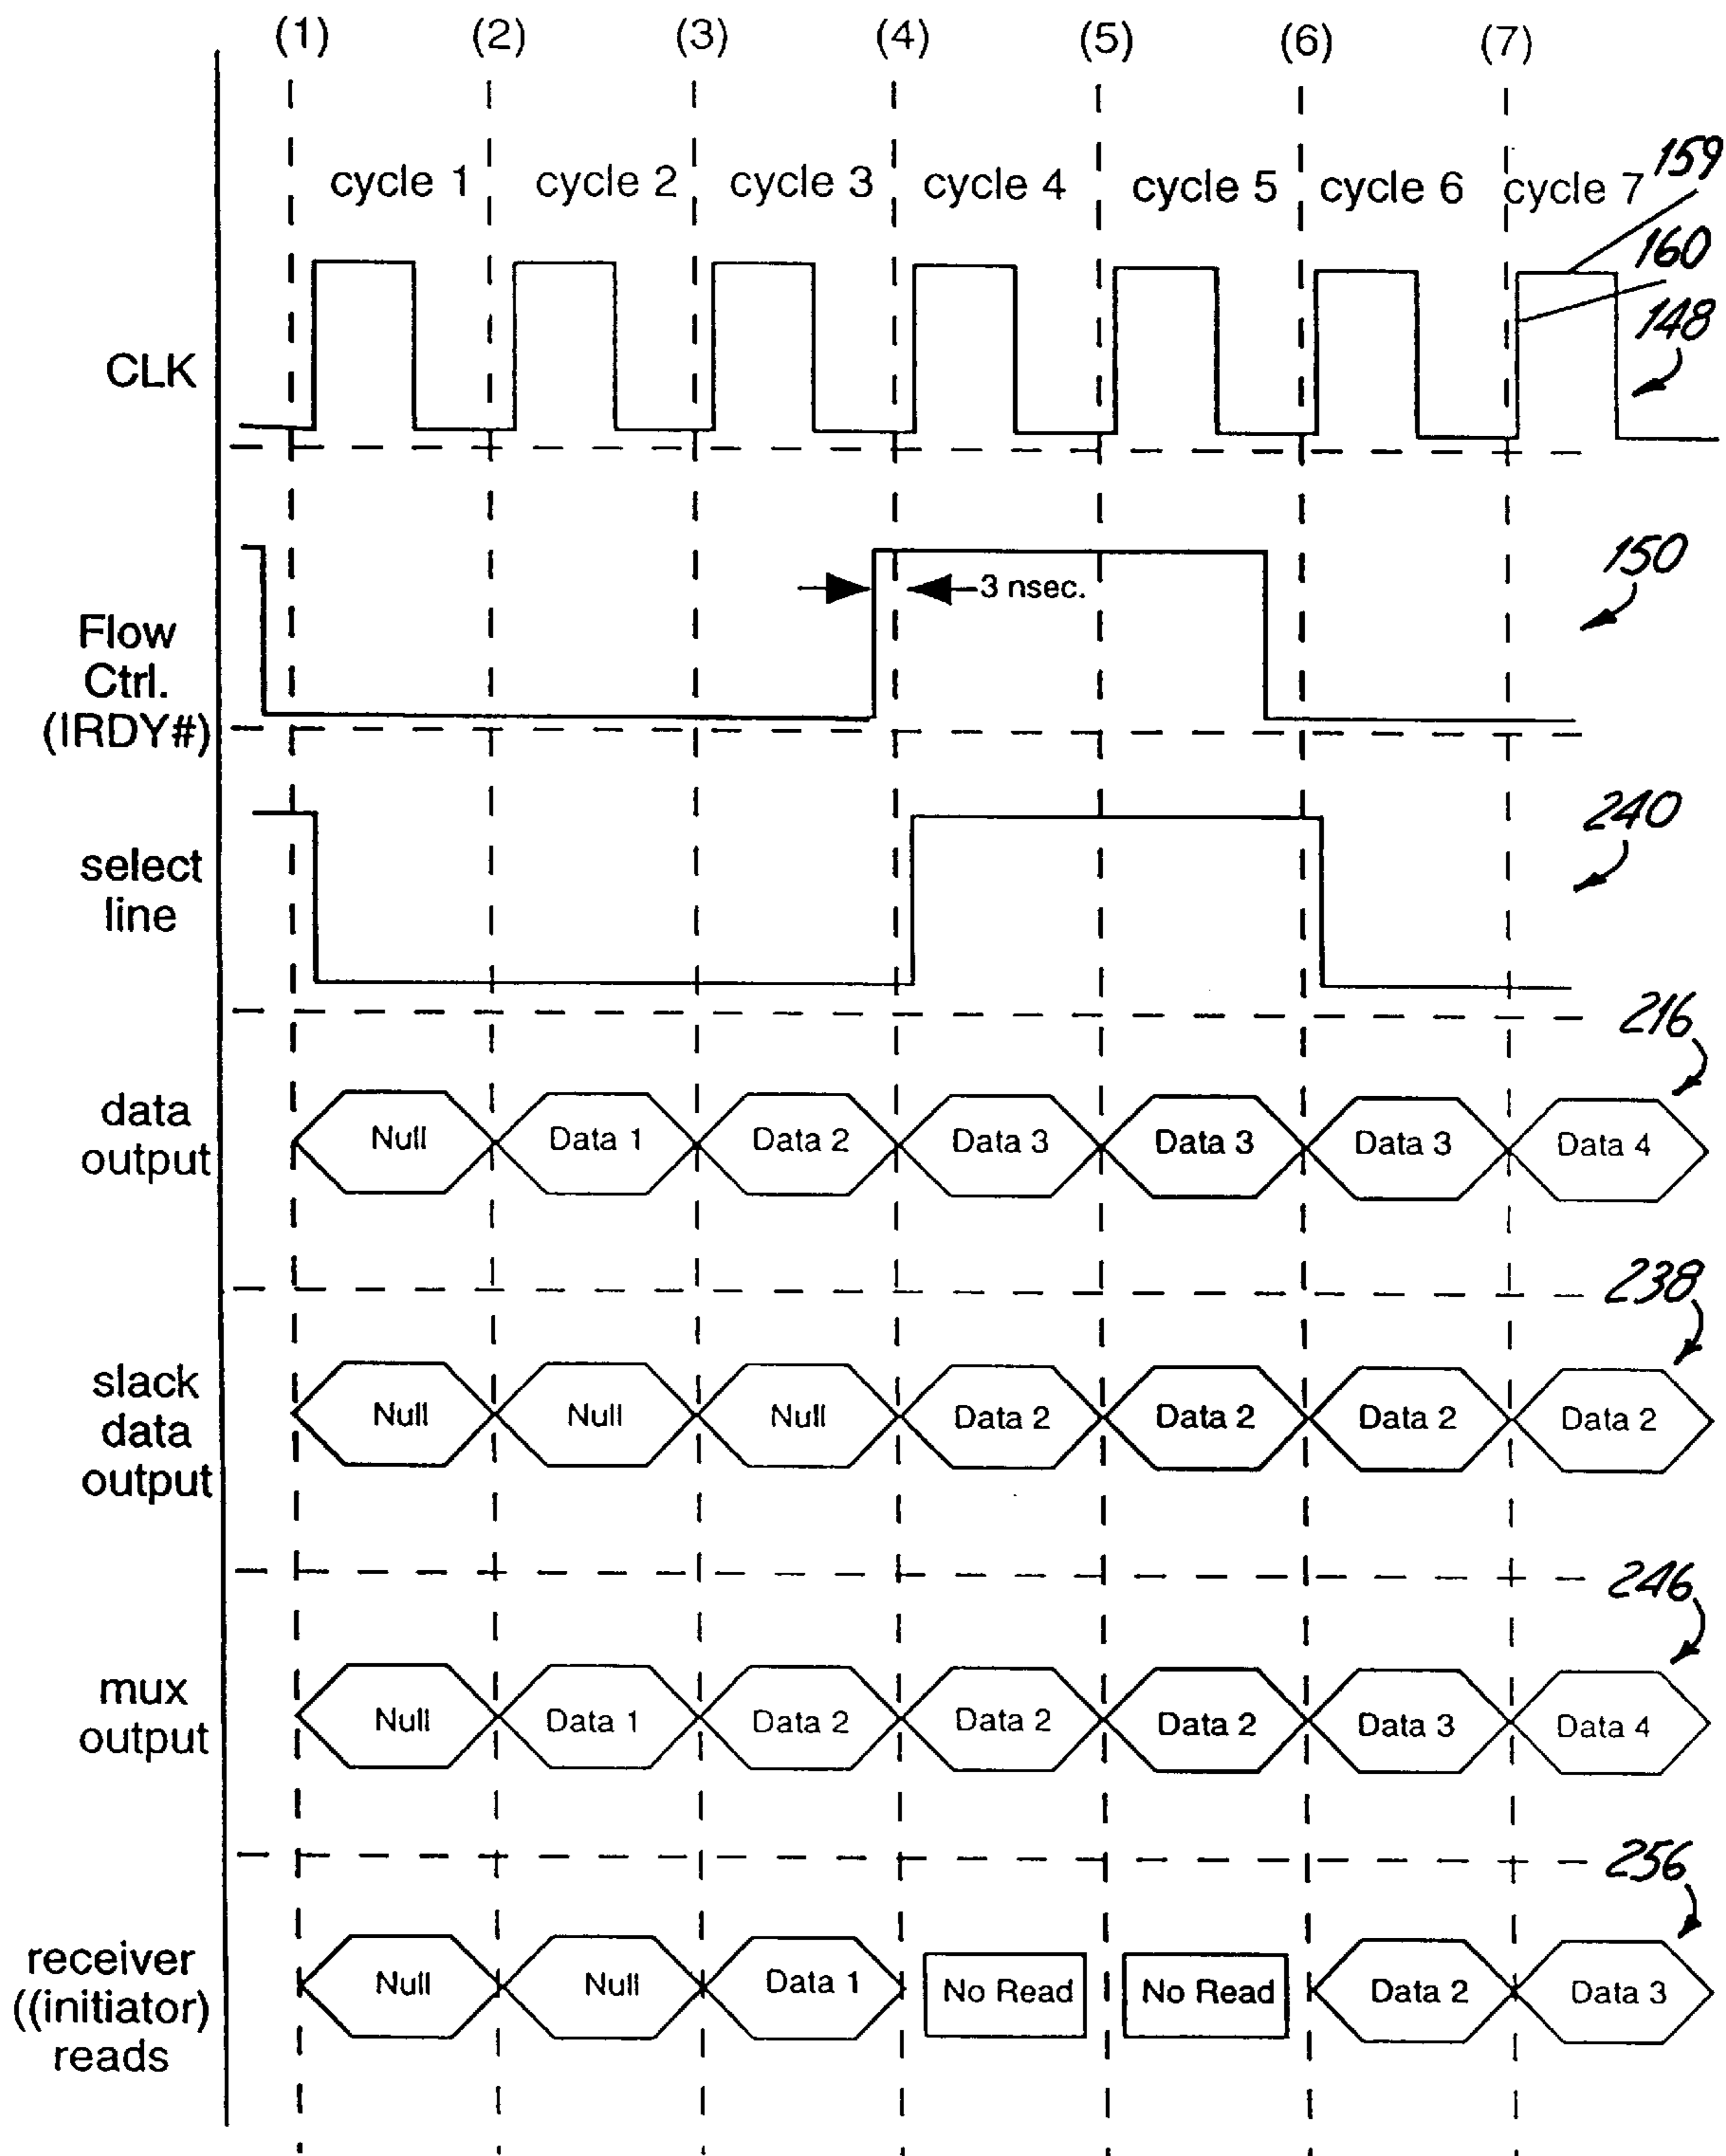 (1) (2) (3) (4) (5) (6) (7)
cycle 1 cycle 2 cycle 3 cycle 4 cycle 5 cycle 6 cycle 7
159
160
148
CLK
150
3 nsec.
Flow
Ctrl.
(IRDY#)
240
select
line
216
data
output
Null Data 1 Data 2 Data 3 Data 3 Data 3 Data 4
238
slack
data
output
Null Null Null Data 2 Data 2 Data 2 Data 2
246
mux
output
Null Data 1 Data 2 Data 2 Data 2 Data 3 Data 4
256
receiver
((initiator)
reads
Null Null Data 1 No Read No Read Data 2 Data 3